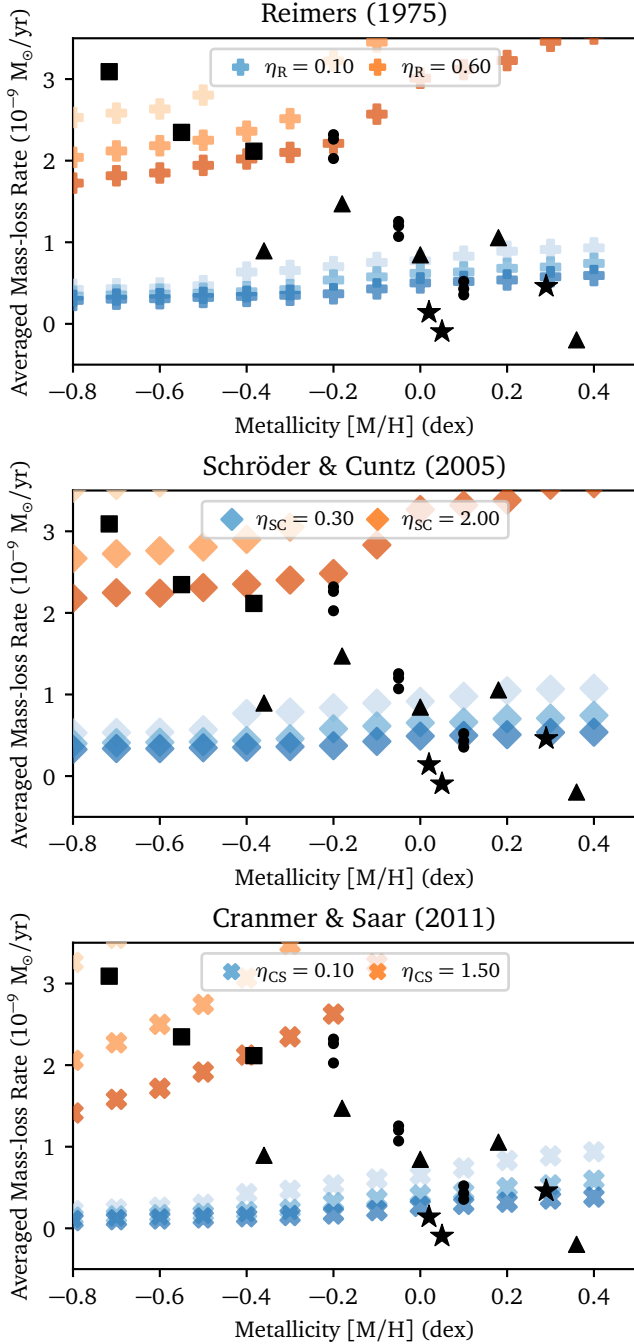 Reimers (1975)
η_R = 0.10 η_R = 0.60
3
2
1
0
−0.8 −0.6 −0.4 −0.2 0.0 0.2 0.4
Metallicity [M/H] (dex)
Averaged Mass-loss Rate (10⁻⁹ M⊙/yr)
Schröder & Cuntz (2005)
η_SC = 0.30 η_SC = 2.00
3
2
1
0
−0.8 −0.6 −0.4 −0.2 0.0 0.2 0.4
Metallicity [M/H] (dex)
Averaged Mass-loss Rate (10⁻⁹ M⊙/yr)
Cranmer & Saar (2011)
η_CS = 0.10 η_CS = 1.50
3
2
1
0
−0.8 −0.6 −0.4 −0.2 0.0 0.2 0.4
Metallicity [M/H] (dex)
Averaged Mass-loss Rate (10⁻⁹ M⊙/yr)